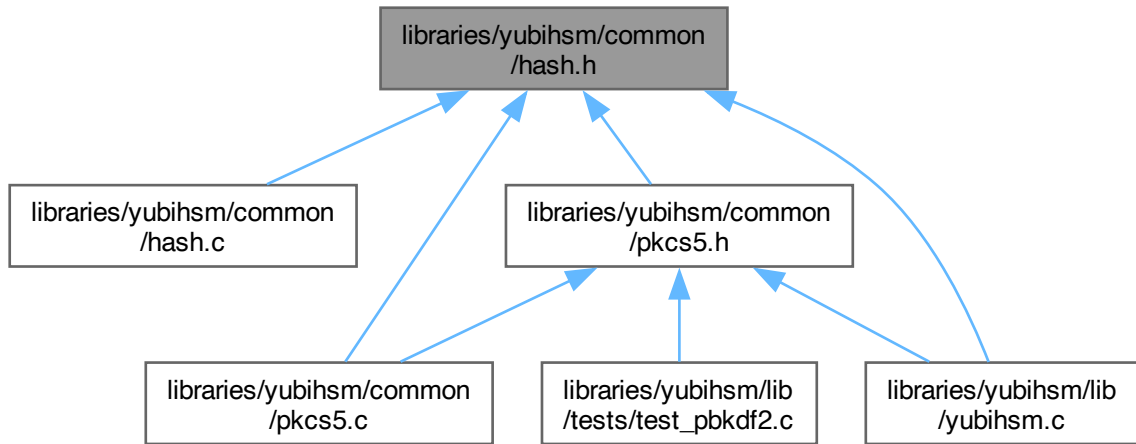 libraries/yubihsm/common
/hash.h
libraries/yubihsm/common
/hash.c
libraries/yubihsm/common
/pkcs5.h
libraries/yubihsm/common
/pkcs5.c
libraries/yubihsm/lib
/tests/test_pbkdf2.c
libraries/yubihsm/lib
/yubihsm.c